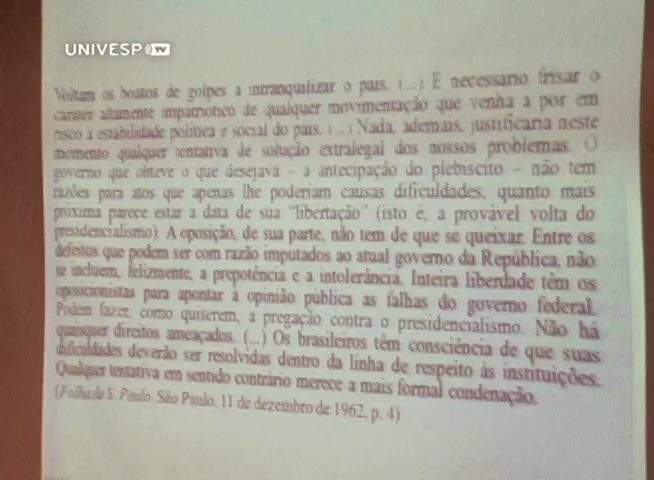 UNIVESP TV
Voltam os boatos de golpes a intranquilizar o país. (...) É necessário frisar o
caráter altamente impatriótico de qualquer movimentação que venha a pôr em
risco a estabilidade política e social do país. (...) Nada, ademais, justificaria neste
momento qualquer tentativa de solução extralegal dos nossos problemas. O
governo que obteve o que desejava – a antecipação do plebiscito – não tem
razões para atos que apenas lhe poderiam causas dificuldades, quanto mais
próxima parece estar a data de sua "libertação" (isto é, a provável volta do
presidencialismo). A oposição, de sua parte, não tem de que se queixar. Entre os
defeitos que podem ser com razão imputados ao atual governo da República, não
se incluem, felizmente, a prepotência e a intolerância. Inteira liberdade têm os
oposicionistas para apontar à opinião pública as falhas do governo federal.
Podem fazer, como quiserem, a pregação contra o presidencialismo. Não há
quaisquer direitos ameaçados. (...) Os brasileiros têm consciência de que suas
dificuldades deverão ser resolvidas dentro da linha de respeito às instituições.
Qualquer tentativa em sentido contrário merece a mais formal condenação.
(Folha de S. Paulo. São Paulo, 11 de dezembro de 1962, p. 4)